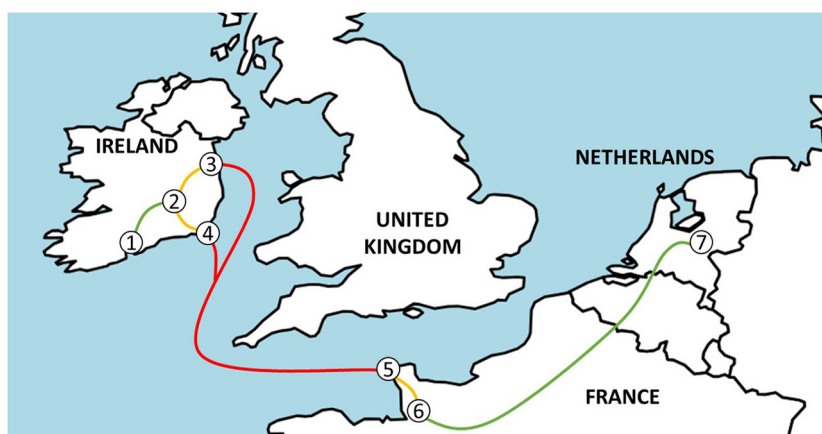 IRELAND
3
NETHERLANDS
2
UNITED
KINGDOM
4
1
7
5
FRANCE
6